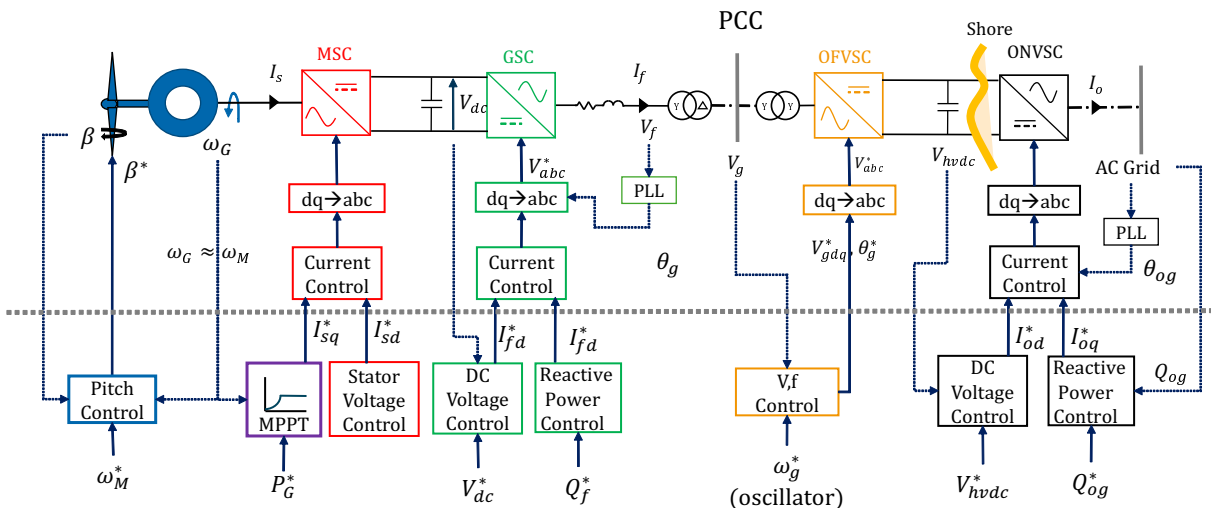 PCC
MSC
GSC
OFVSC
Shore
ONVSC
I_s
I_f
I_o
V_dc
V_f
β
ω_G
β*
V*_abc
PLL
V_g
V*_abc
V_hvdc
AC Grid
dq→abc
dq→abc
dq→abc
dq→abc
PLL
ω_G ≈ ω_M
Current
Control
θ_g
Current
Control
V*_gdq, θ*_g
Current
Control
θ_og
I*_sq
I*_sd
I*_fd
I*_fd
I*_od
I*_oq
Pitch
Control
MPPT
Stator
Voltage
Control
DC
Voltage
Control
Reactive
Power
Control
V,f
Control
DC
Voltage
Control
Reactive
Power
Control
Q_og
ω*_M
P*_G
V*_dc
Q*_f
ω*_g
(oscillator)
V*_hvdc
Q*_og